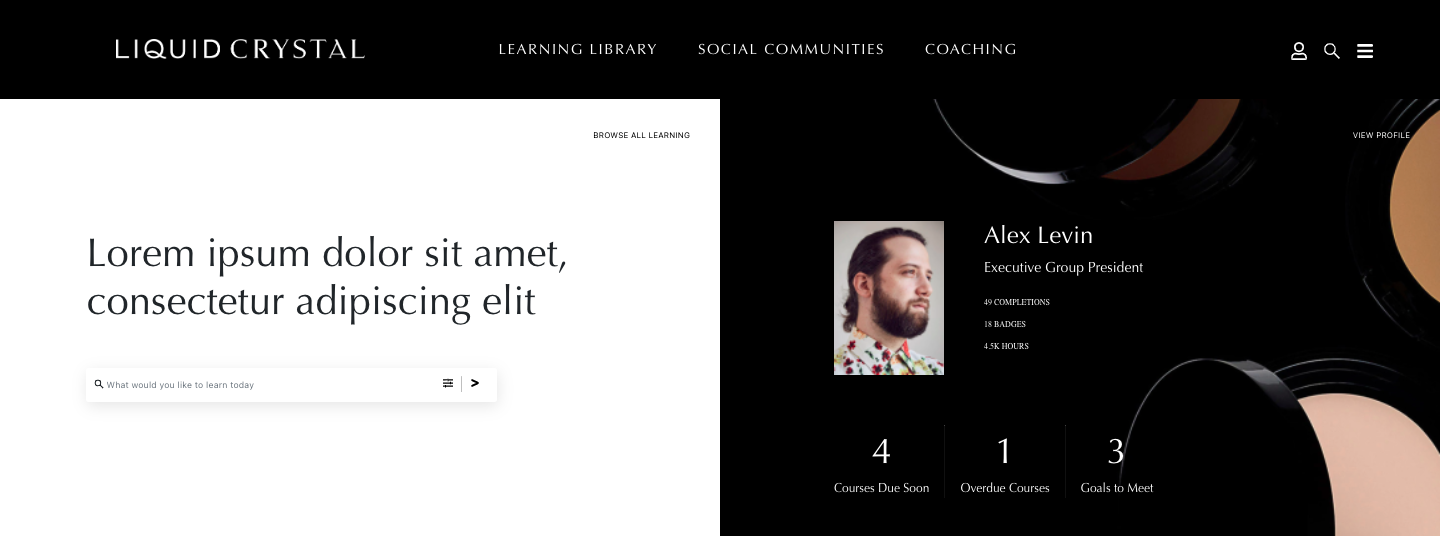 LIQUID CRYSTAL
LEARNING LIBRARY
SOCIAL COMMUNITIES
COACHING
BROWSE ALL LEARNING
Lorem ipsum dolor sit amet,
consectetur adipiscing elit
What would you like to learn today
>
VIEW PROFILE
Alex Levin
Executive Group President
49 COMPLETIONS
18 BADGES
4.5K HOURS
4
Courses Due Soon
1
Overdue Courses
3
Goals to Meet